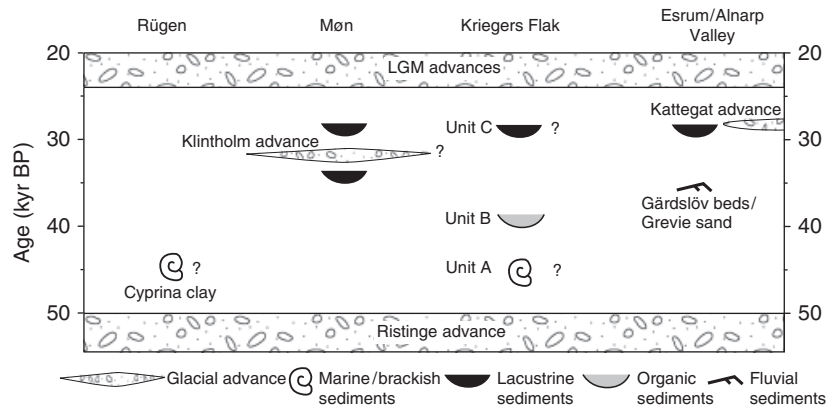 Rügen
Møn
Kriegers Flak
Esrum/Alnarp
Valley
20
20
LGM advances
Kattegat advance
Unit C
?
30
30
Klintholm advance
?
Gärdslöv beds/
Grevie sand
Age (kyr BP)
40
40
Unit B
?
Unit A
?
Cyprina clay
50
50
Ristinge advance
Glacial advance
Marine/brackish
sediments
Lacustrine
sediments
Organic
sediments
Fluvial
sediments